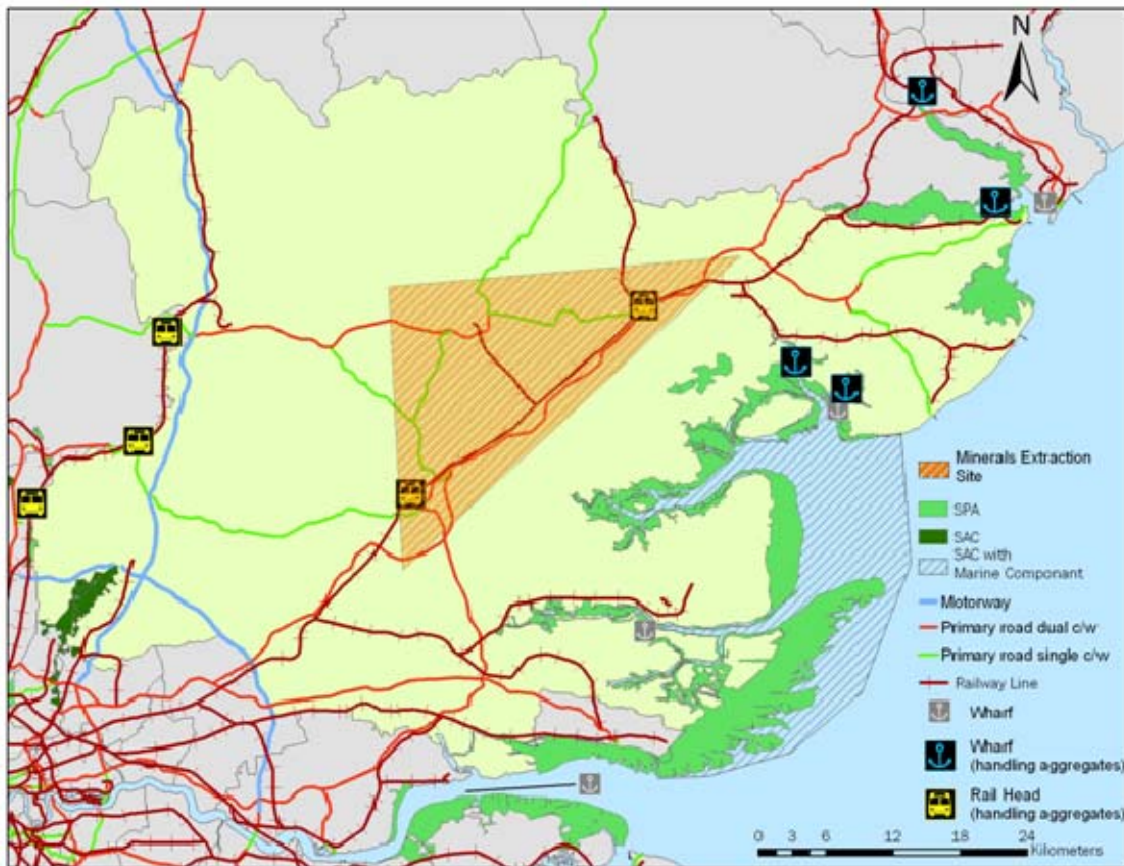 N
Minerals Extraction
Site
SPA
SAC
SAC with
Marine Componant
Motorway
Primary road dual c/w
Primary road single c/w
Railway Line
Wharf
Wharf
(handling aggregates)
Rail Head
(handling aggregates)
0 3 6 12 18 24
Kilometers